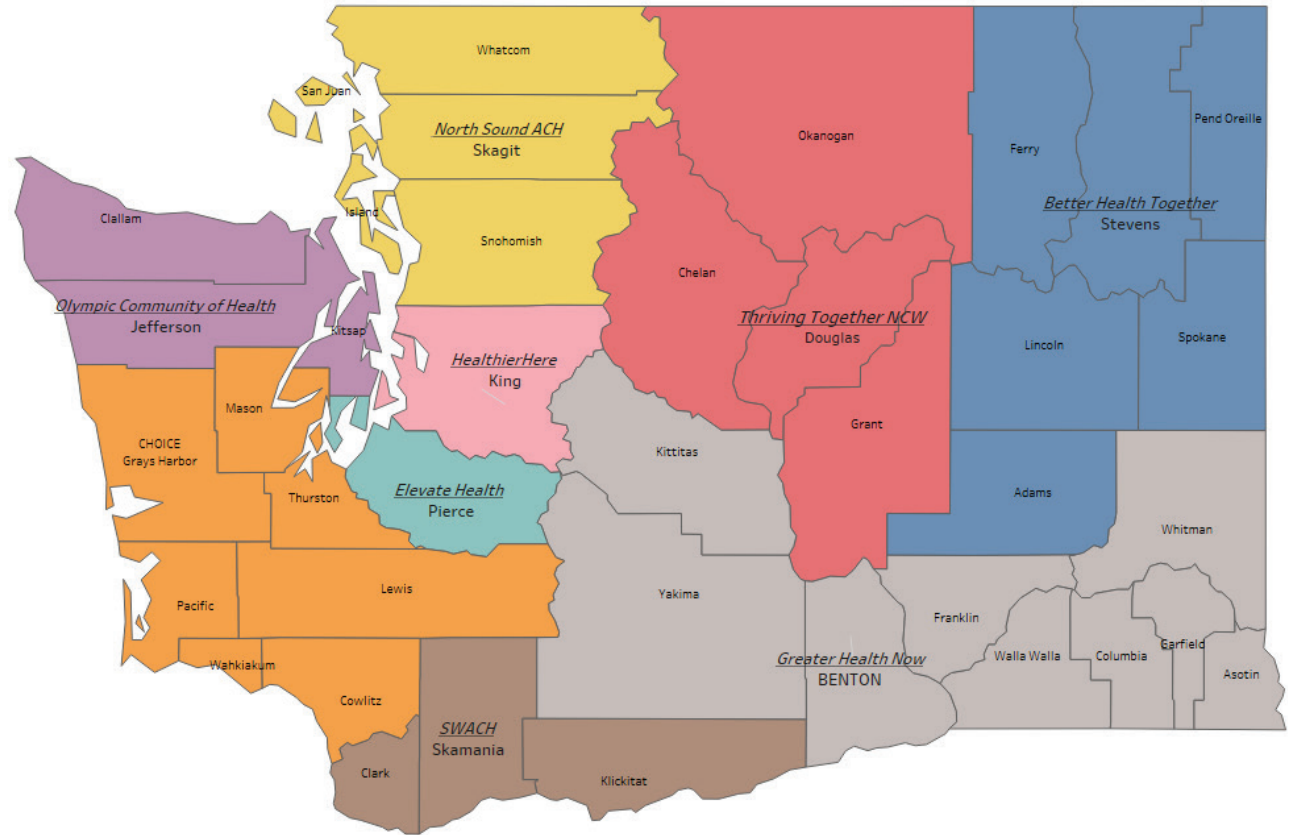 Whatcom
San Juan
North Sound ACH
Skagit
Okanogan
Ferry
Pend Oreille
Better Health Together
Stevens
Clallam
Island
Snohomish
Chelan
Olympic Community of Health
Jefferson
Kitsap
Thriving Together NCW
Douglas
Lincoln
Spokane
HealthierHere
King
Mason
CHOICE
Grays Harbor
Kittitas
Grant
Thurston
Elevate Health
Pierce
Adams
Whitman
Pacific
Lewis
Yakima
Franklin
Walla Walla
Columbia
Garfield
Asotin
Wahkiakum
Greater Health Now
BENTON
Cowlitz
SWACH
Skamania
Clark
Klickitat